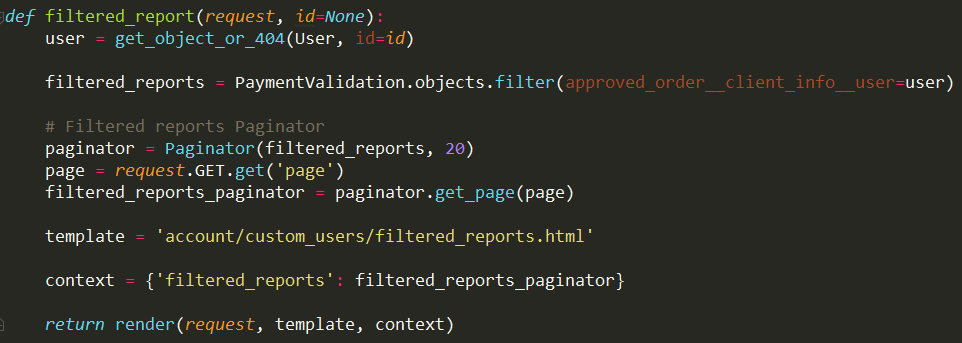 def filtered_report(request, id=None):
    user = get_object_or_404(User, id=id)
    filtered_reports = PaymentValidation.objects.filter(approved_order__client_info__user=user)
    # Filtered reports Paginator
    paginator = Paginator(filtered_reports, 20)
    page = request.GET.get('page')
    filtered_reports_paginator = paginator.get_page(page)
    template = 'account/custom_users/filtered_reports.html'
    context = {'filtered_reports': filtered_reports_paginator}
    return render(request, template, context)